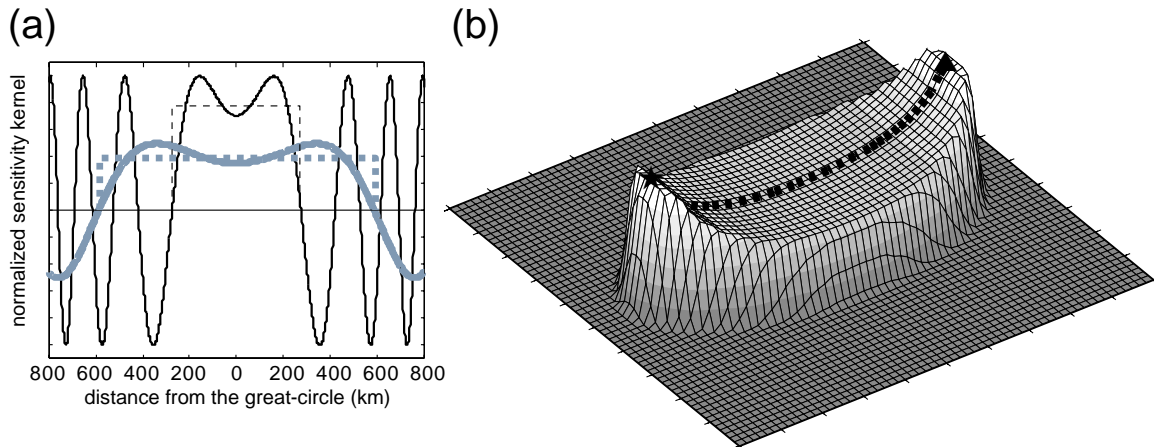 (a)
(b)
normalized sensitivity kernel
800 600 400 200 0 200 400 600 800
distance from the great-circle (km)